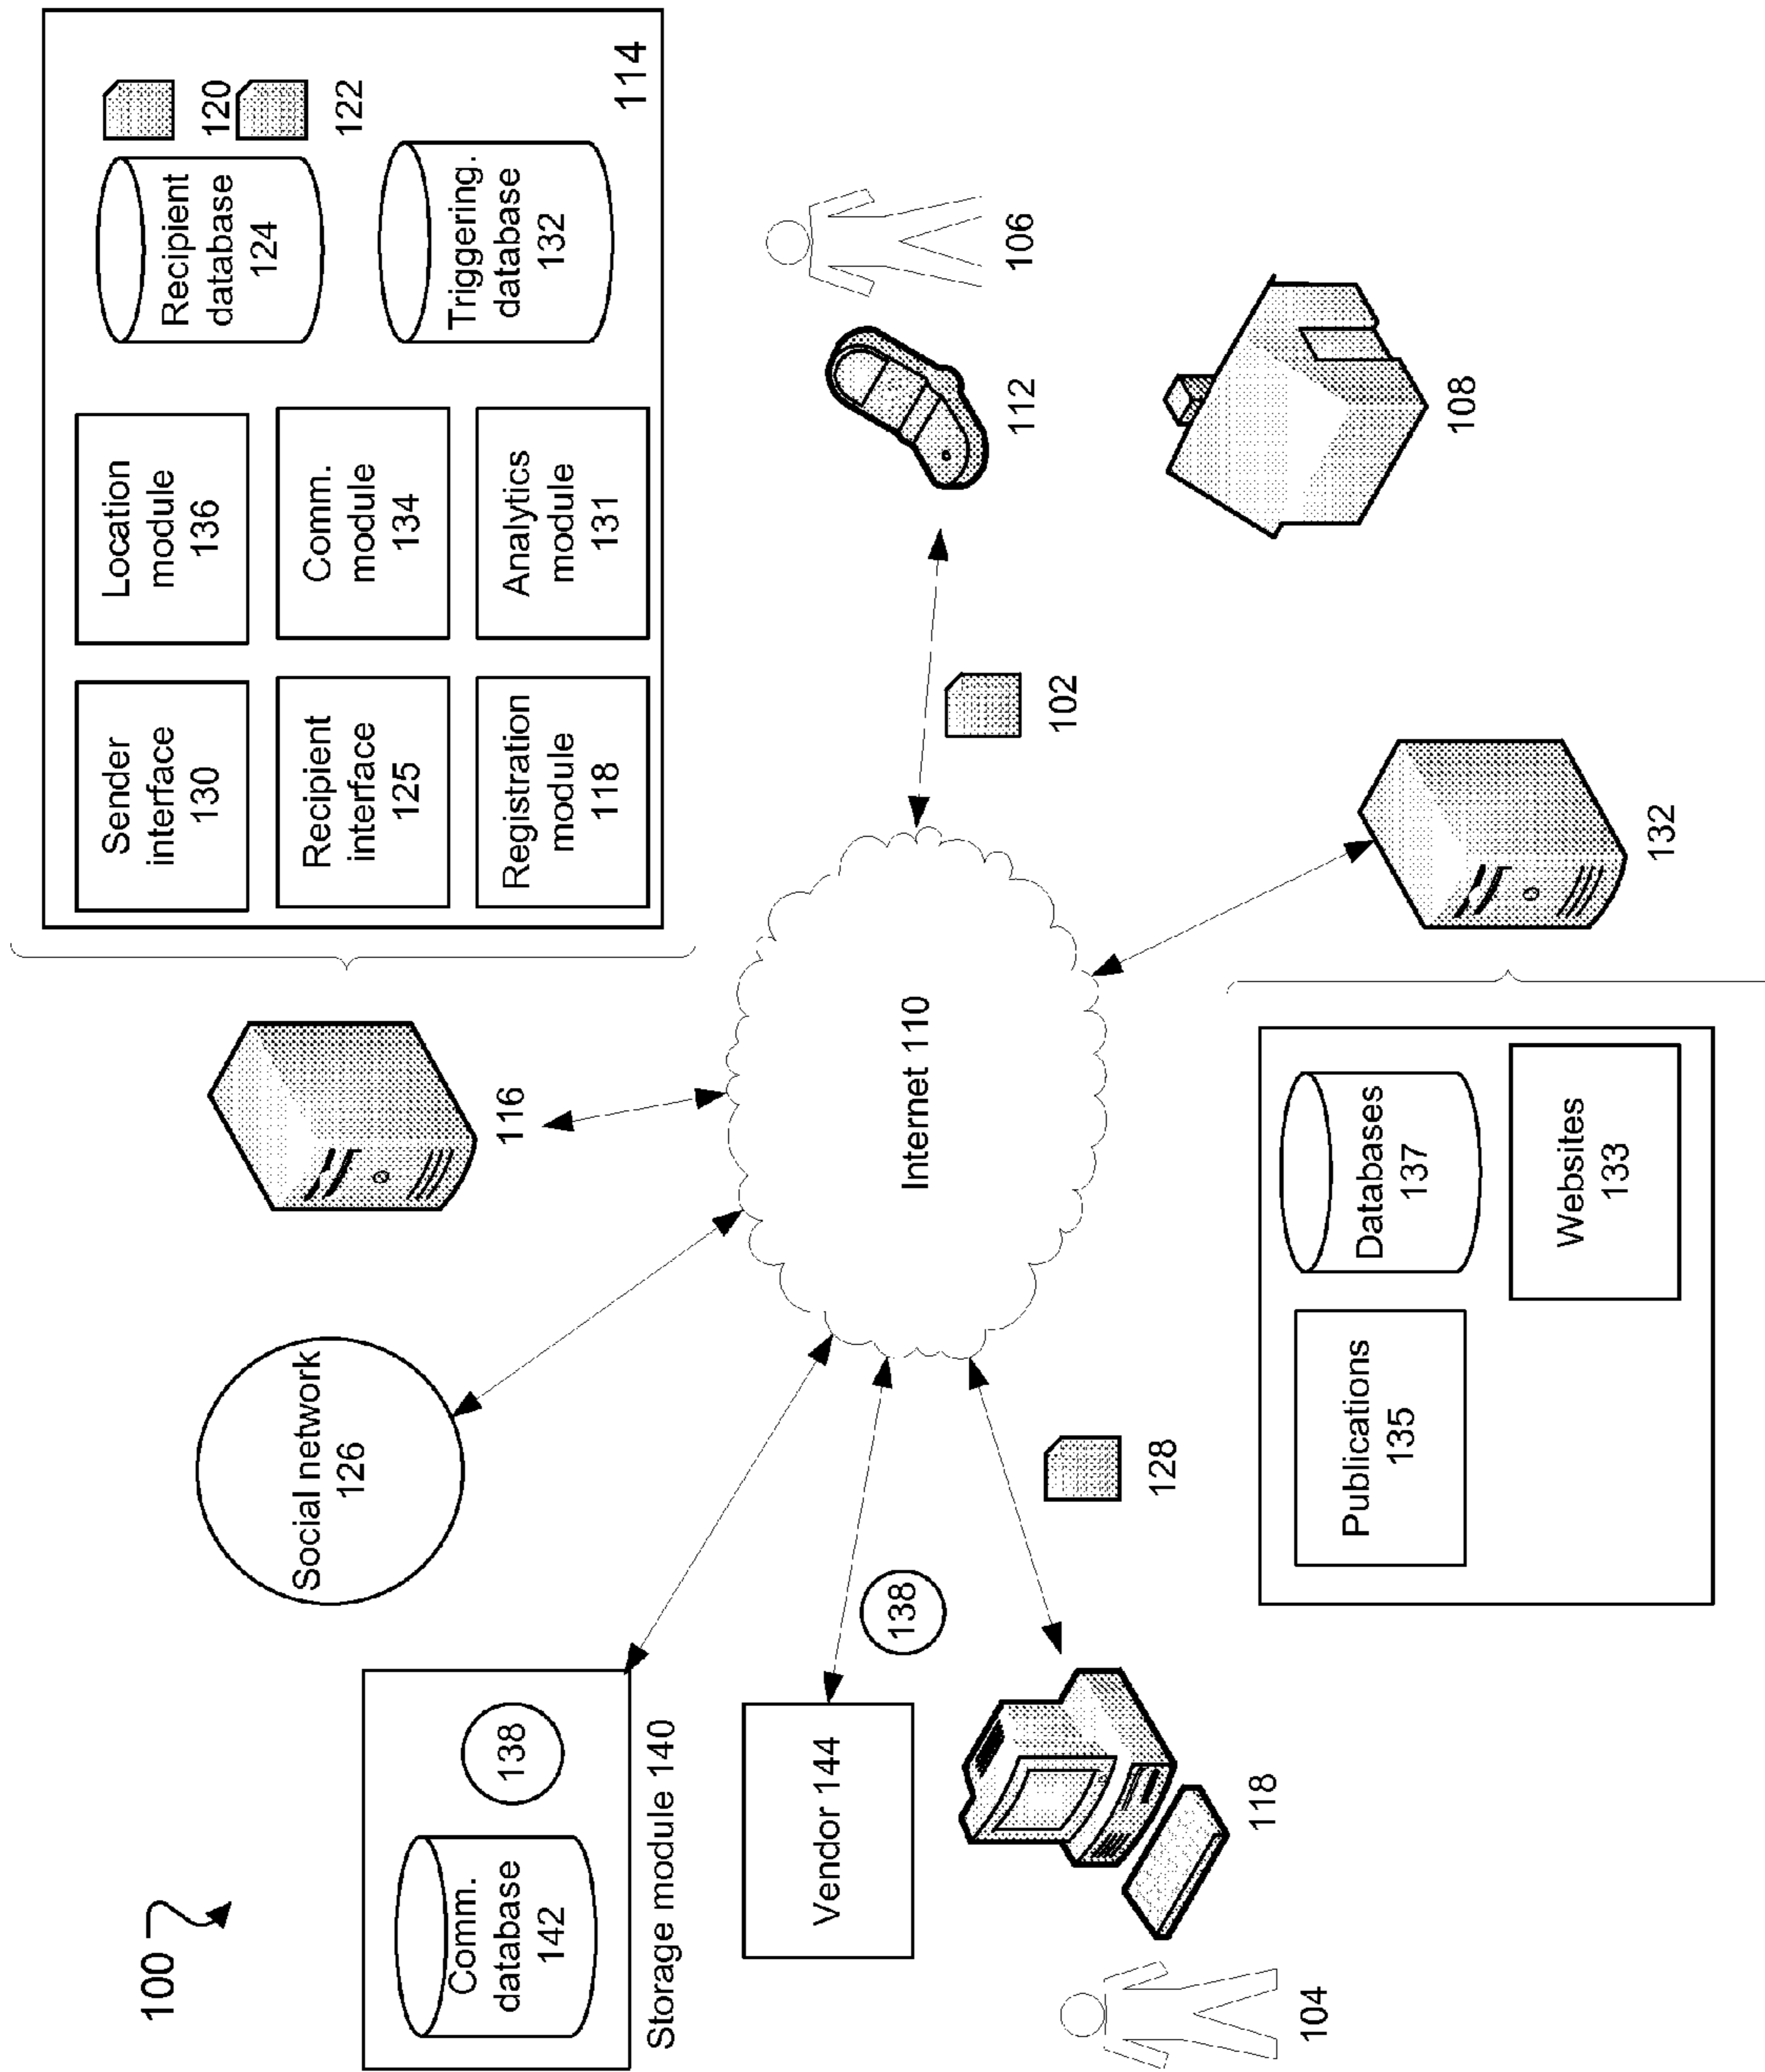 100
Comm.
database
142
138
Storage module 140
Social network
126
116
Sender
interface
130
Location
module
136
Recipient
database
124
120
122
Recipient
interface
125
Comm.
module
134
Triggering.
database
132
Registration
module
118
Analytics
module
131
114
Vendor 144
138
Internet 110
112
106
102
108
104
118
128
132
Publications
135
Databases
137
Websites
133